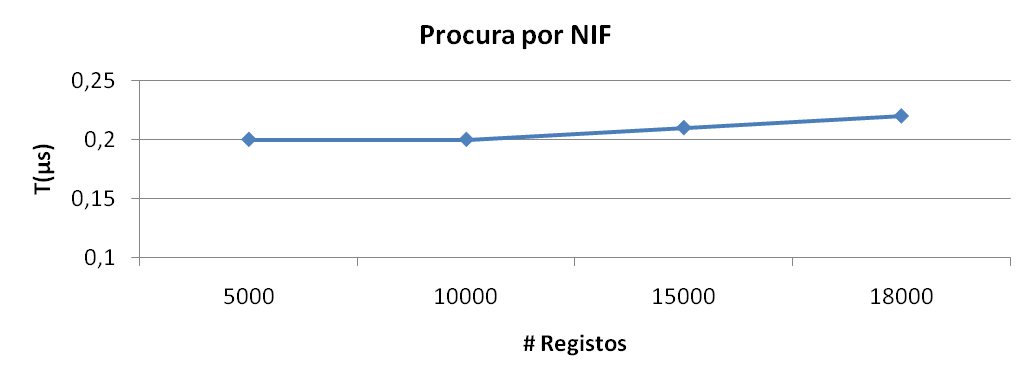 Procura por NIF
0,25
0,2
0,15
0,1
T(µs)
5000 10000 15000 18000
# Registos